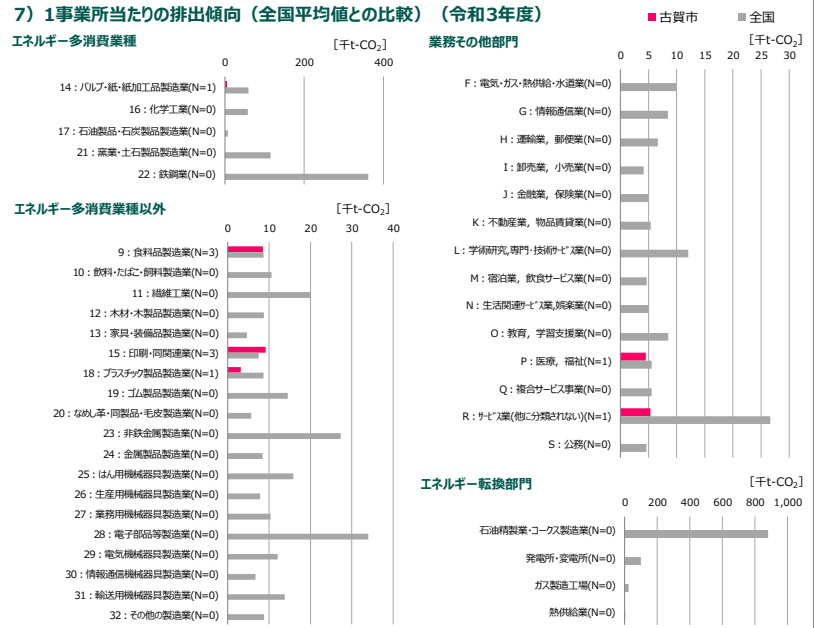 7）1事業所当たりの排出傾向（全国平均値との比較）（令和3年度）
古賀市
全国
エネルギー多消費業種
[千t-CO2]
0 200 400
14：パルプ･紙･紙加工品製造業(N=1)
16：化学工業(N=0)
17：石油製品･石炭製品製造業(N=0)
21：窯業･土石製品製造業(N=0)
22：鉄鋼業(N=0)
エネルギー多消費業種以外
[千t-CO2]
0 10 20 30 40
9：食料品製造業(N=3)
10：飲料･たばこ･飼料製造業(N=0)
11：繊維工業(N=0)
12：木材･木製品製造業(N=0)
13：家具･装備品製造業(N=0)
15：印刷･同関連業(N=3)
18：プラスチック製品製造業(N=1)
19：ゴム製品製造業(N=0)
20：なめし革･同製品･毛皮製造業(N=0)
23：非鉄金属製造業(N=0)
24：金属製品製造業(N=0)
25：はん用機械器具製造業(N=0)
26：生産用機械器具製造業(N=0)
27：業務用機械器具製造業(N=0)
28：電子部品等製造業(N=0)
29：電気機械器具製造業(N=0)
30：情報通信機械器具製造業(N=0)
31：輸送用機械器具製造業(N=0)
32：その他の製造業(N=0)
業務その他部門
[千t-CO2]
0 5 10 15 20 25 30
F：電気･ガス･熱供給･水道業(N=0)
G：情報通信業(N=0)
H：運輸業，郵便業(N=0)
I：卸売業，小売業(N=0)
J：金融業，保険業(N=0)
K：不動産業，物品賃貸業(N=0)
L：学術研究,専門・技術ｻｰﾋﾞｽ業(N=0)
M：宿泊業，飲食サービス業(N=0)
N：生活関連ｻｰﾋﾞｽ業,娯楽業(N=0)
O：教育，学習支援業(N=0)
P：医療，福祉(N=1)
Q：複合サービス事業(N=0)
R：ｻｰﾋﾞｽ業(他に分類されない)(N=1)
S：公務(N=0)
エネルギー転換部門
[千t-CO2]
0 200 400 600 800 1,000
石油精製業・コークス製造業(N=0)
発電所・変電所(N=0)
ガス製造工場(N=0)
熱供給業(N=0)